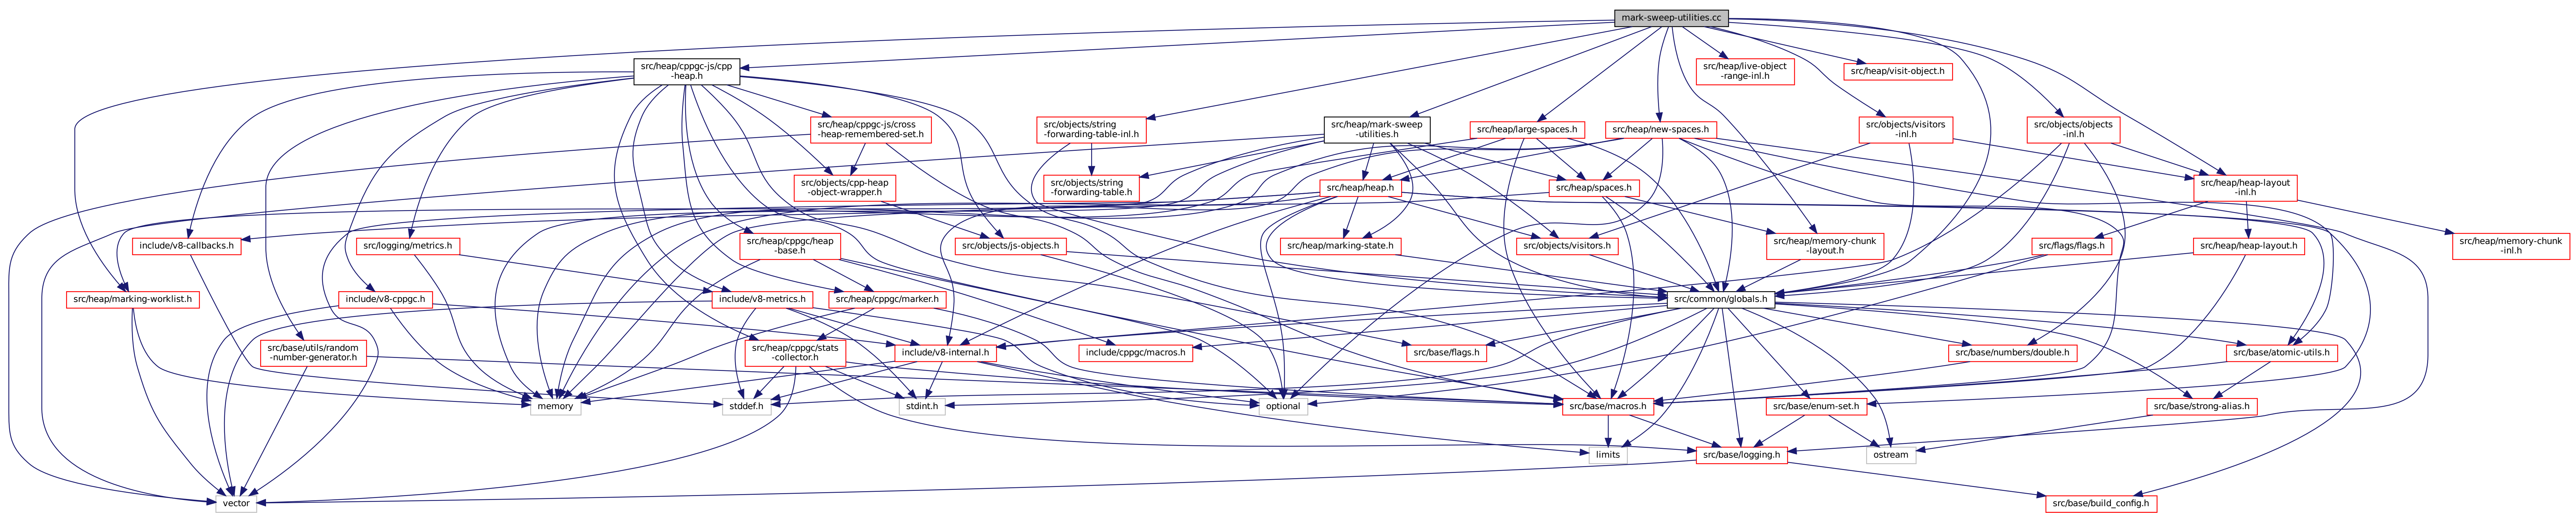 mark-sweep-utilities.cc
src/heap/cppgc-js/cpp
-heap.h
src/heap/live-object
-range-inl.h
src/heap/visit-object.h
src/heap/cppgc-js/cross
-heap-remembered-set.h
src/objects/string
-forwarding-table-inl.h
src/heap/mark-sweep
-utilities.h
src/heap/large-spaces.h
src/heap/new-spaces.h
src/objects/visitors
-inl.h
src/objects/objects
-inl.h
src/objects/cpp-heap
-object-wrapper.h
src/objects/string
-forwarding-table.h
src/heap/heap.h
src/heap/spaces.h
src/heap/heap-layout
-inl.h
include/v8-callbacks.h
src/logging/metrics.h
src/heap/cppgc/heap
-base.h
src/objects/js-objects.h
src/heap/marking-state.h
src/objects/visitors.h
src/heap/memory-chunk
-layout.h
src/flags/flags.h
src/heap/heap-layout.h
src/heap/memory-chunk
-inl.h
src/heap/marking-worklist.h
include/v8-cppgc.h
include/v8-metrics.h
src/heap/cppgc/marker.h
src/common/globals.h
src/base/utils/random
-number-generator.h
src/heap/cppgc/stats
-collector.h
include/v8-internal.h
include/cppgc/macros.h
src/base/flags.h
src/base/numbers/double.h
src/base/atomic-utils.h
memory
stddef.h
stdint.h
optional
src/base/macros.h
src/base/enum-set.h
src/base/strong-alias.h
limits
src/base/logging.h
ostream
vector
src/base/build_config.h